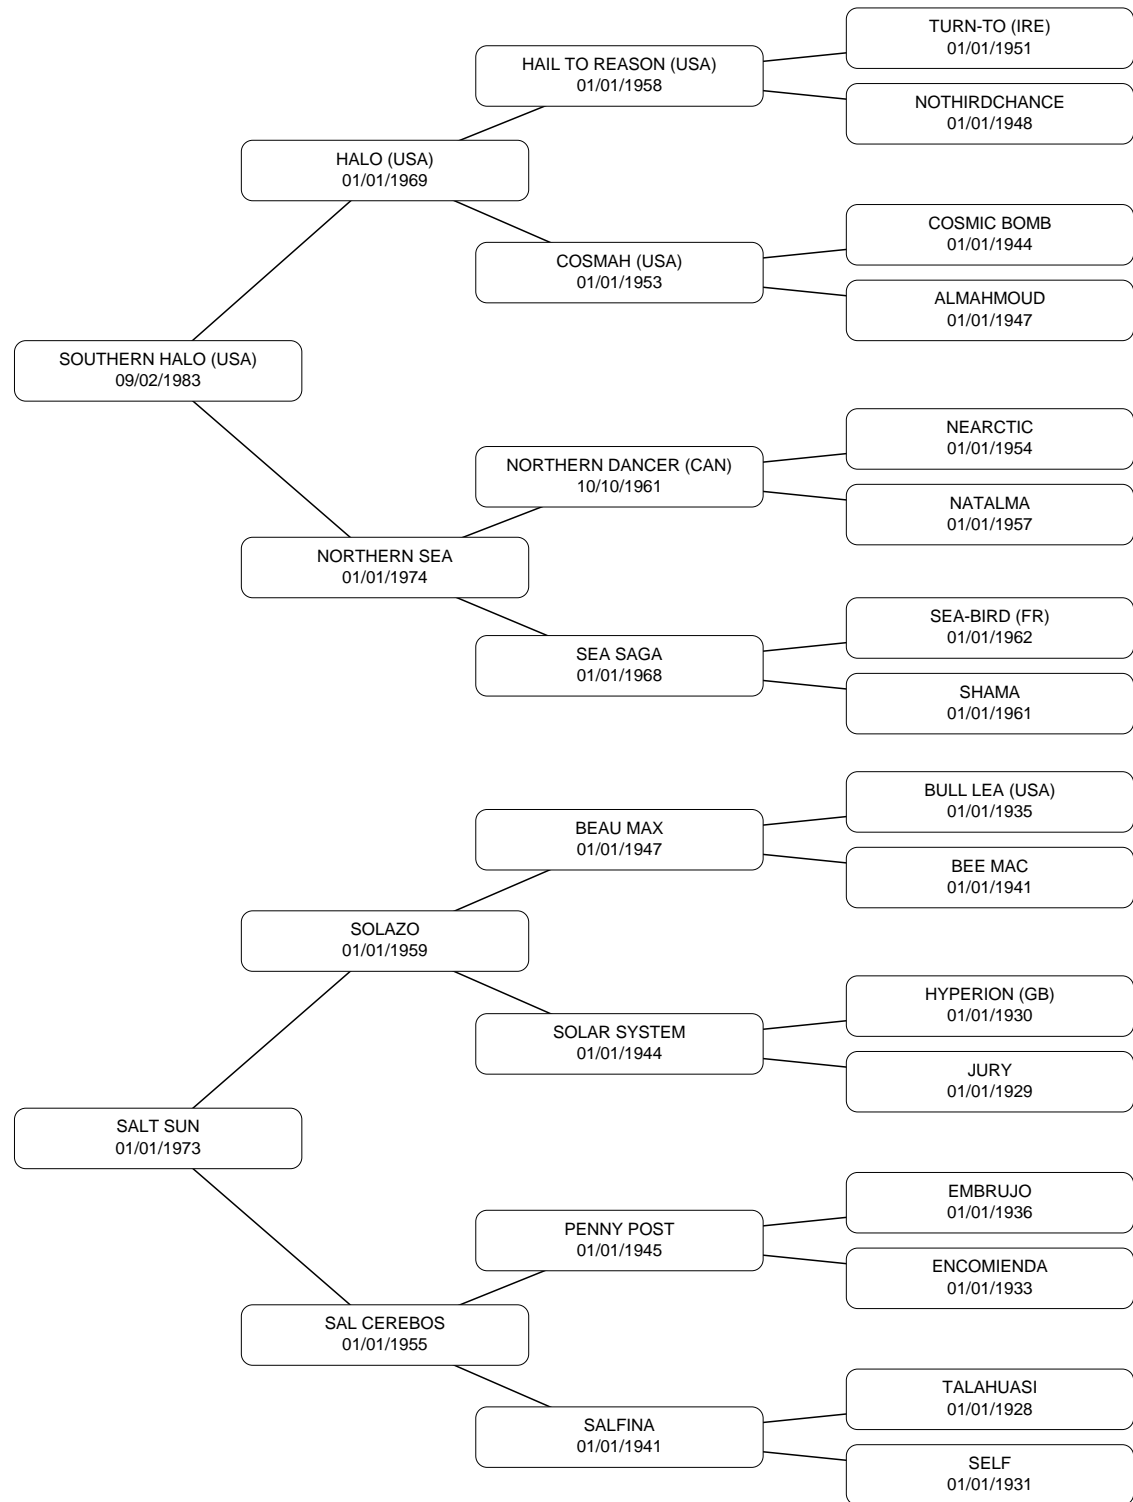 TURN-TO (IRE)
01/01/1951
HAIL TO REASON (USA)
01/01/1958
NOTHIRDCHANCE
01/01/1948
HALO (USA)
01/01/1969
COSMIC BOMB
01/01/1944
COSMAH (USA)
01/01/1953
ALMAHMOUD
01/01/1947
SOUTHERN HALO (USA)
09/02/1983
NEARCTIC
01/01/1954
NORTHERN DANCER (CAN)
10/10/1961
NATALMA
01/01/1957
NORTHERN SEA
01/01/1974
SEA-BIRD (FR)
01/01/1962
SEA SAGA
01/01/1968
SHAMA
01/01/1961
BULL LEA (USA)
01/01/1935
BEAU MAX
01/01/1947
BEE MAC
01/01/1941
SOLAZO
01/01/1959
HYPERION (GB)
01/01/1930
SOLAR SYSTEM
01/01/1944
JURY
01/01/1929
SALT SUN
01/01/1973
EMBRUJO
01/01/1936
PENNY POST
01/01/1945
ENCOMIENDA
01/01/1933
SAL CEREBOS
01/01/1955
TALAHUASI
01/01/1928
SALFINA
01/01/1941
SELF
01/01/1931